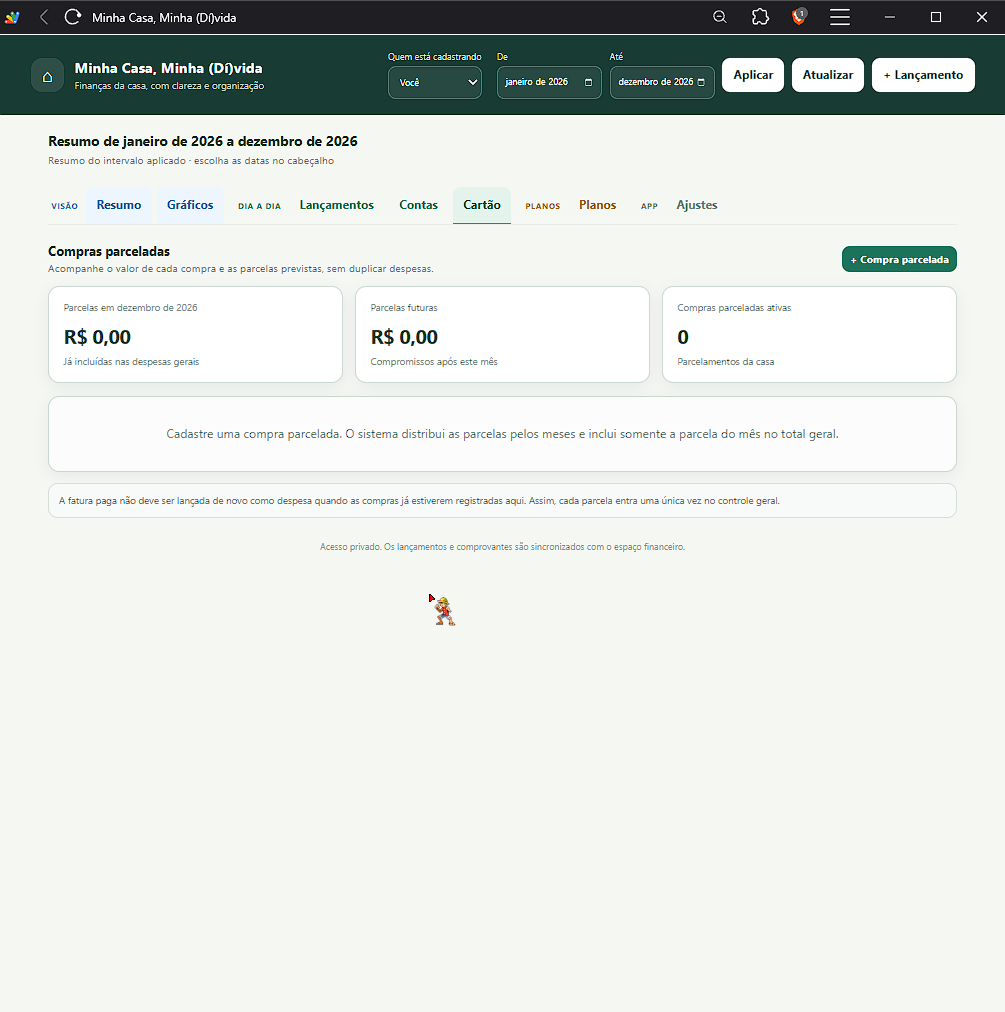 Minha Casa, Minha (Dí)vida
1
Minha Casa, Minha (Dí)vida
Finanças da casa, com clareza e organização
Quem está cadastrando
Você
De
janeiro de 2026
Até
dezembro de 2026
Aplicar
Atualizar
+ Lançamento
Resumo de janeiro de 2026 a dezembro de 2026
Resumo do intervalo aplicado · escolha as datas no cabeçalho
VISÃO Resumo Gráficos DIA A DIA Lançamentos Contas Cartão PLANOS Planos APP Ajustes
Compras parceladas
Acompanhe o valor de cada compra e as parcelas previstas, sem duplicar despesas.
+ Compra parcelada
Parcelas em dezembro de 2026
R$ 0,00
Já incluídas nas despesas gerais
Parcelas futuras
R$ 0,00
Compromissos após este mês
Compras parceladas ativas
0
Parcelamentos da casa
Cadastre uma compra parcelada. O sistema distribui as parcelas pelos meses e inclui somente a parcela do mês no total geral.
A fatura paga não deve ser lançada de novo como despesa quando as compras já estiverem registradas aqui. Assim, cada parcela entra uma única vez no controle geral.
Acesso privado. Os lançamentos e comprovantes são sincronizados com o espaço financeiro.